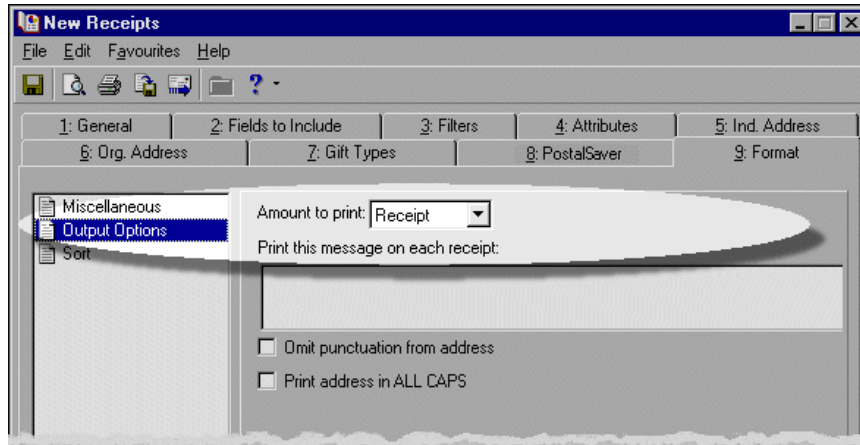 New Receipts
File Edit Favourites Help
?
1: General 2: Fields to Include 3: Filters 4: Attributes 5: Ind. Address
6: Org. Address 7: Gift Types 8: PostalSaver 9: Format
Miscellaneous
Output Options
Sort
Amount to print: Receipt
Print this message on each receipt:
Omit punctuation from address
Print address in ALL CAPS